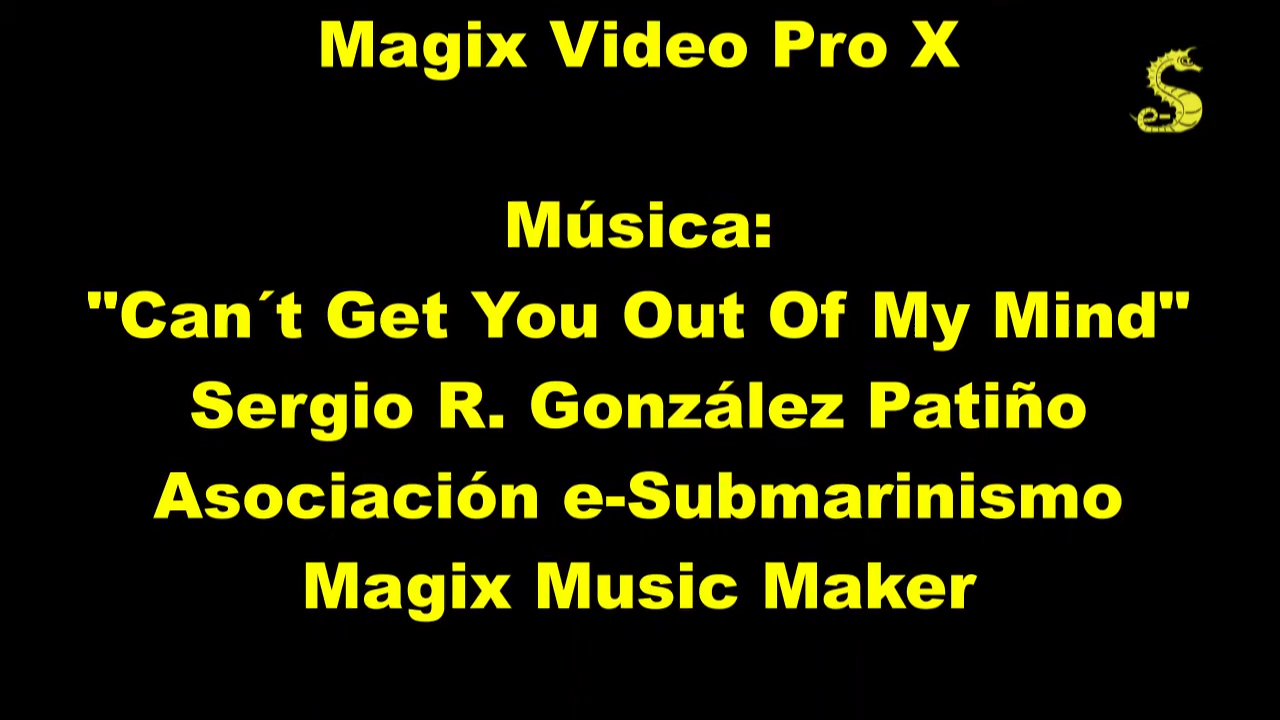 Magix Video Pro X
e-S
Música:
"Can´t Get You Out Of My Mind"
Sergio R. González Patiño
Asociación e-Submarinismo
Magix Music Maker